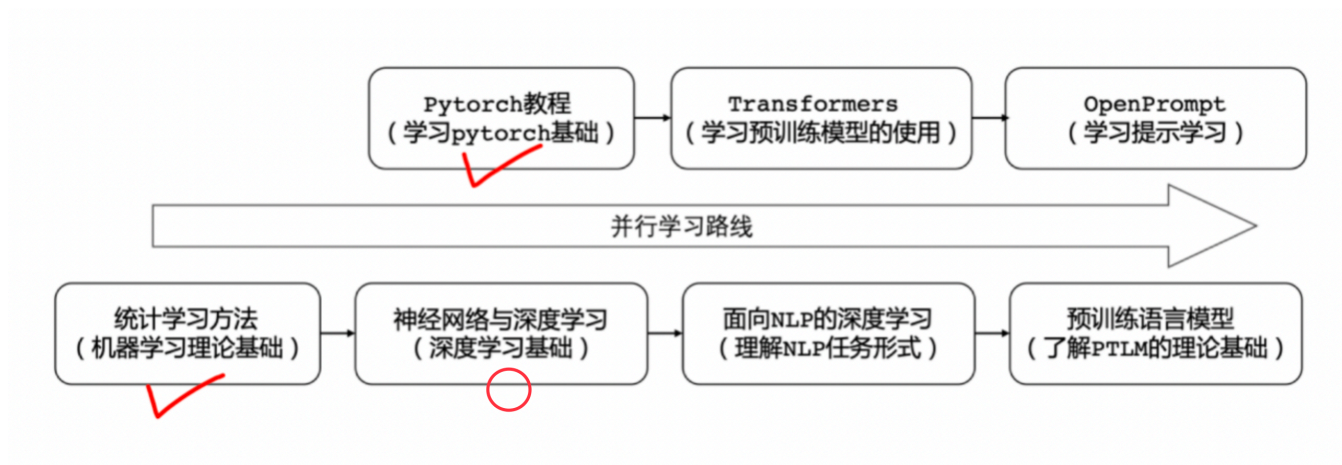 Pytorch教程
（学习pytorch基础）
Transformers
（学习预训练模型的使用）
OpenPrompt
（学习提示学习）
并行学习路线
统计学习方法
（机器学习理论基础）
神经网络与深度学习
（深度学习基础）
面向NLP的深度学习
（理解NLP任务形式）
预训练语言模型
（了解PTLM的理论基础）